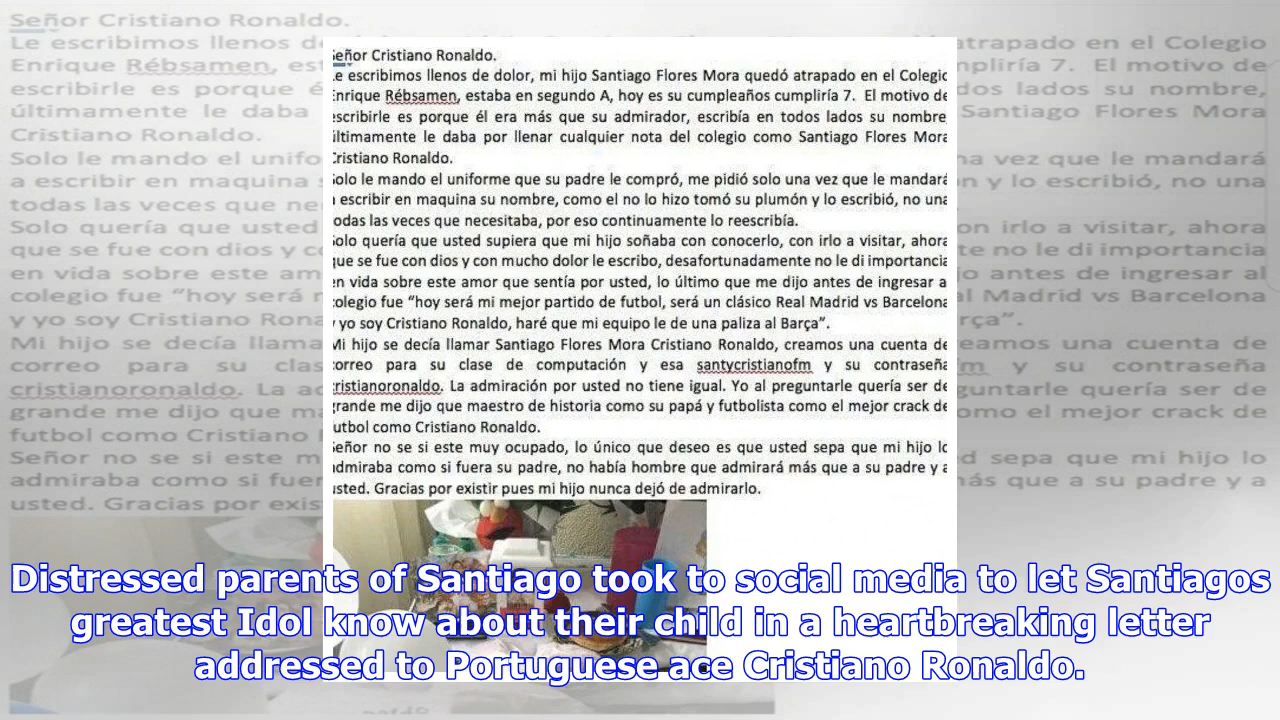 Señor Cristiano Ronaldo.
Le escribimos llenos de dolor, mi hijo Santiago Flores Mora quedó atrapado en el Colegio
Enrique Rébsamen, estaba en segundo A, hoy es su cumpleaños cumpliría 7. El motivo de
escribirle es porque él era más que su admirador, escribía en todos lados su nombre,
últimamente le daba por llenar cualquier nota del colegio como Santiago Flores Mora
Cristiano Ronaldo.
Solo le mando el uniforme que su padre le compró, me pidió solo una vez que le mandará
a escribir en maquina su nombre, como el no lo hizo tomó su plumón y lo escribió, no una
todas las veces que necesitaba, por eso continuamente lo reescribía.
Solo quería que usted supiera que mi hijo soñaba con conocerlo, con irlo a visitar, ahora
que se fue con dios y con mucho dolor le escribo, desafortunadamente no le di importancia
en vida sobre este amor que sentía por usted, lo último que me dijo antes de ingresar al
colegio fue “hoy será mi mejor partido de futbol, será un clásico Real Madrid vs Barcelona
y yo soy Cristiano Ronaldo, haré que mi equipo le de una paliza al Barça”.
Mi hijo se decía llamar Santiago Flores Mora Cristiano Ronaldo, creamos una cuenta de
correo para su clase de computación y esa santycristianofm y su contraseña
cristianoronaldo. La admiración por usted no tiene igual. Yo al preguntarle quería ser de
grande me dijo que maestro de historia como su papá y futbolista como el mejor crack de
futbol como Cristiano Ronaldo.
Señor no se si este muy ocupado, lo único que deseo es que usted sepa que mi hijo lo
admiraba como si fuera su padre, no había hombre que admirará más que a su padre y a
usted. Gracias por existir pues mi hijo nunca dejó de admirarlo.
Distressed parents of Santiago took to social media to let Santiagos
greatest Idol know about their child in a heartbreaking letter
addressed to Portuguese ace Cristiano Ronaldo.